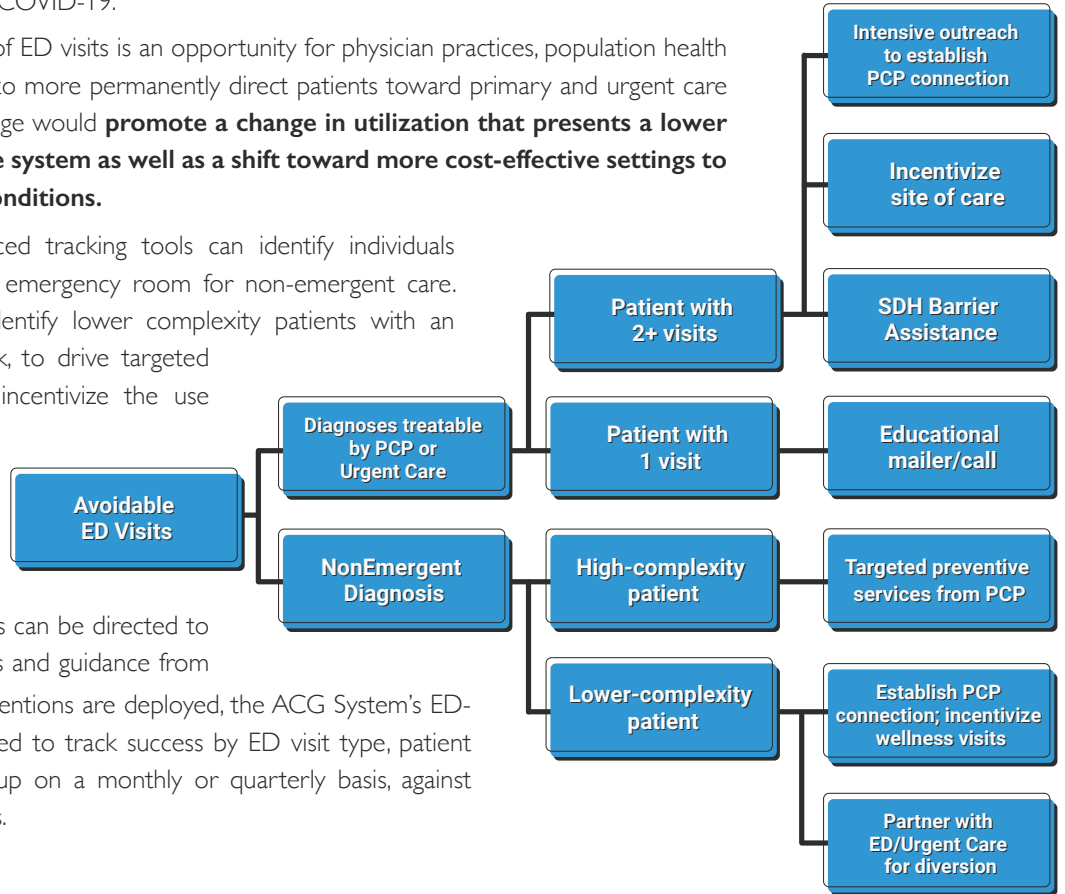 COVID-19.
of ED visits is an opportunity for physician practices, population health
to more permanently direct patients toward primary and urgent care
ge would promote a change in utilization that presents a lower
e system as well as a shift toward more cost-effective settings to
onditions.
ced tracking tools can identify individuals
emergency room for non-emergent care.
dentify lower complexity patients with an
k, to drive targeted
incentivize the use
s can be directed to
s and guidance from
entions are deployed, the ACG System's ED-
ed to track success by ED visit type, patient
up on a monthly or quarterly basis, against
s.
Avoidable
ED Visits
Diagnoses treatable
by PCP or
Urgent Care
NonEmergent
Diagnosis
Patient with
2+ visits
Patient with
1 visit
High-complexity
patient
Lower-complexity
patient
Intensive outreach
to establish
PCP connection
Incentivize
site of care
SDH Barrier
Assistance
Educational
mailer/call
Targeted preventive
services from PCP
Establish PCP
connection; incentivize
wellness visits
Partner with
ED/Urgent Care
for diversion